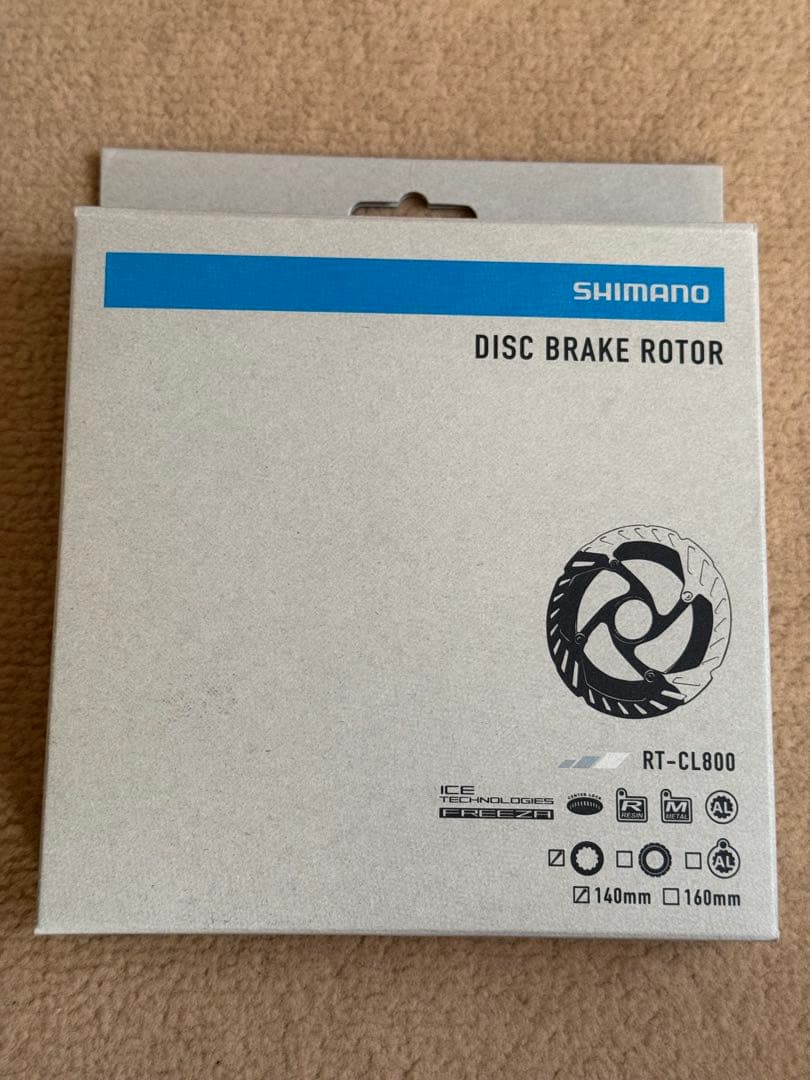 SHIMANO
DISC BRAKE ROTOR
RT-CL800
ICE
TECHNOLOGIES
FREEZA
CENTER LOCK
R
RESIN
M
METAL
AL
AL
140mm 160mm